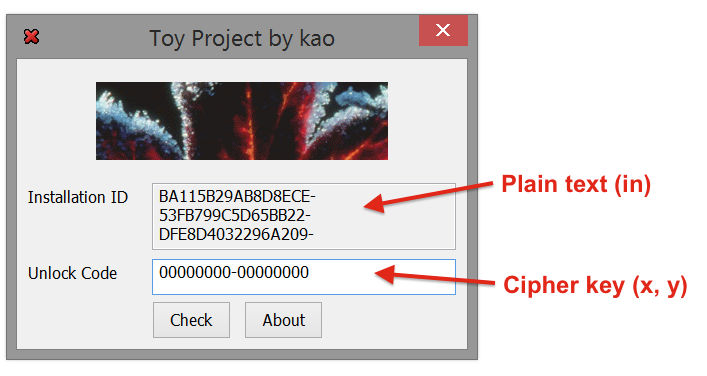 Toy Project by kao
Installation ID
BA115B29AB8D8ECE-
53FB799C5D65BB22-
DFE8D4032296A209-
Plain text (in)
Unlock Code
00000000-00000000
Cipher key (x, y)
Check
About